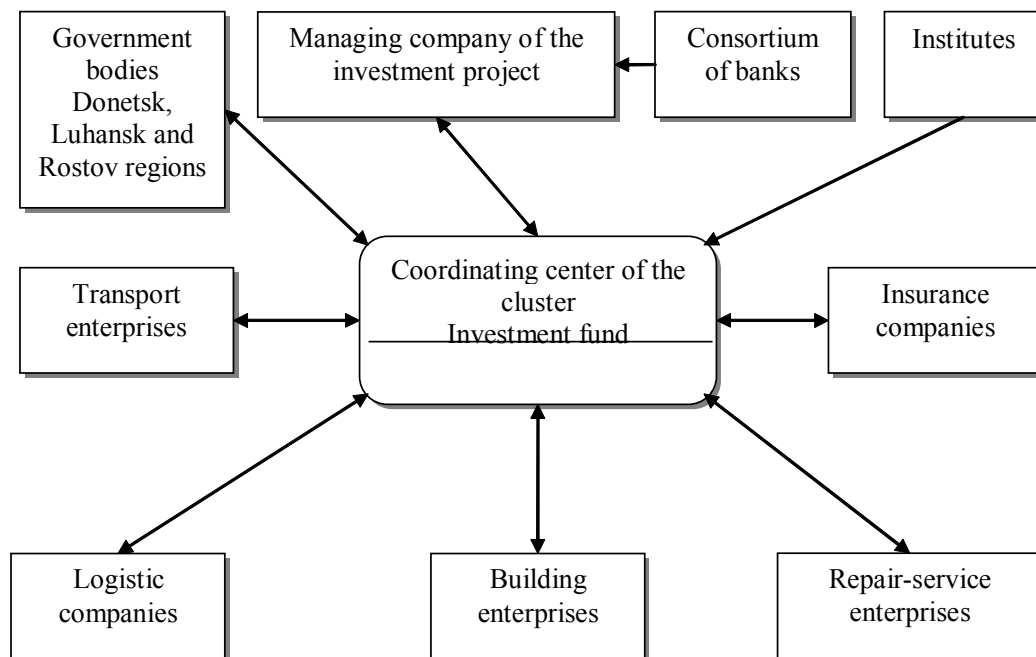 Government
bodies
Donetsk,
Luhansk and
Rostov regions
Managing company of the
investment project
Consortium
of banks
Institutes
Transport
enterprises
Coordinating center of the
cluster
Investment fund
Insurance
companies
Logistic
companies
Building
enterprises
Repair-service
enterprises